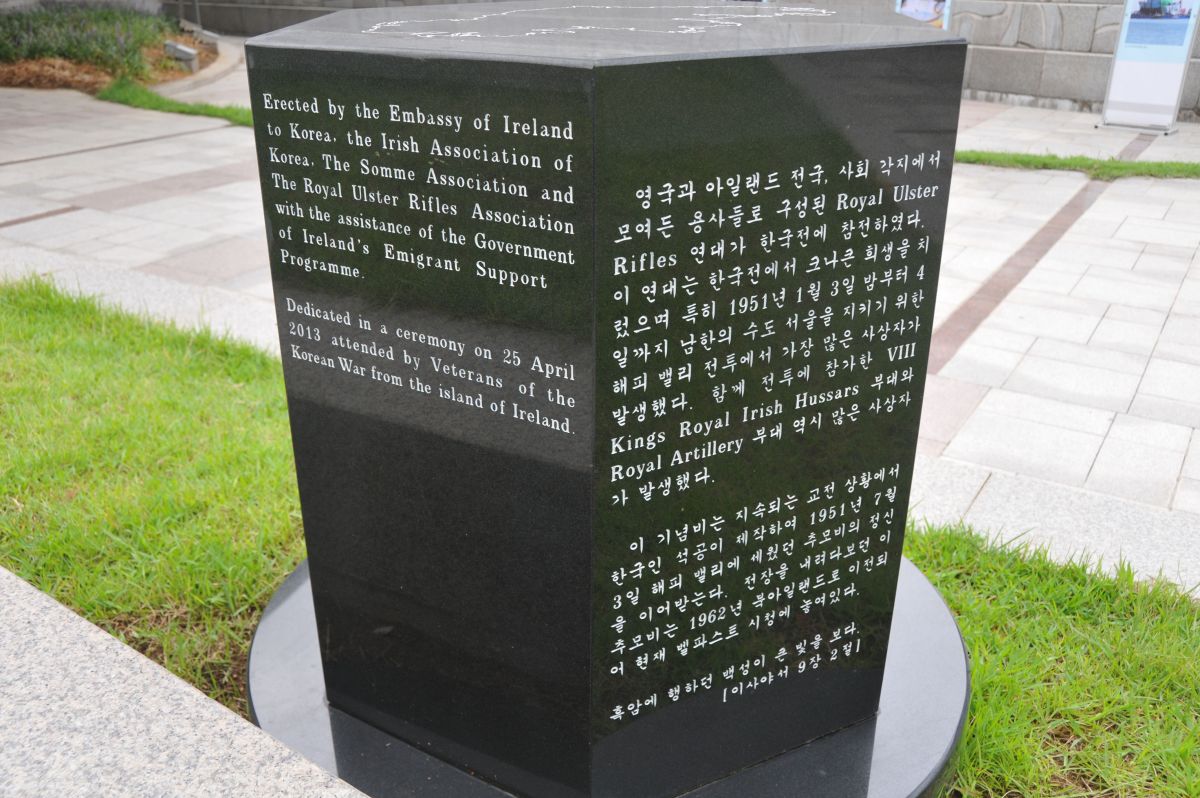 Erected by the Embassy of Ireland
to Korea, the Irish Association of
Korea, The Somme Association and
The Royal Ulster Rifles Association
with the assistance of the Government
of Ireland's Emigrant Support
Programme.
Dedicated in a ceremony on 25 April
2013 attended by Veterans of the
Korean War from the island of Ireland.
영국과 아일랜드 전국, 사회 각지에서
모여든 용사들로 구성된 Royal Ulster
Rifles 연대가 한국전에 참전하였다.
이 연대는 한국전에서 크나큰 희생을 치
렀으며 특히 1951년 1월 3일 밤부터 4
일까지 남한의 수도 서울을 지키기 위한
해피 밸리 전투에서 가장 많은 사상자가
발생했다. 함께 전투에 참가한 VIII
Kings Royal Irish Hussars 부대와
Royal Artillery 부대 역시 많은 사상자
가 발생했다.
이 기념비는 지속되는 교전 상황에서
한국인 석공이 제작하여 1951년 7월
3일 해피 밸리에 세웠던 추모비의 정신
을 이어받는다. 전장을 내려다보던 이
추모비는 1962년 북아일랜드로 이전되
어 현재 벨파스트 시청에 놓여있다.
흑암에 행하던 백성이 큰 빛을 보다.
[이사야서 9장 2절]